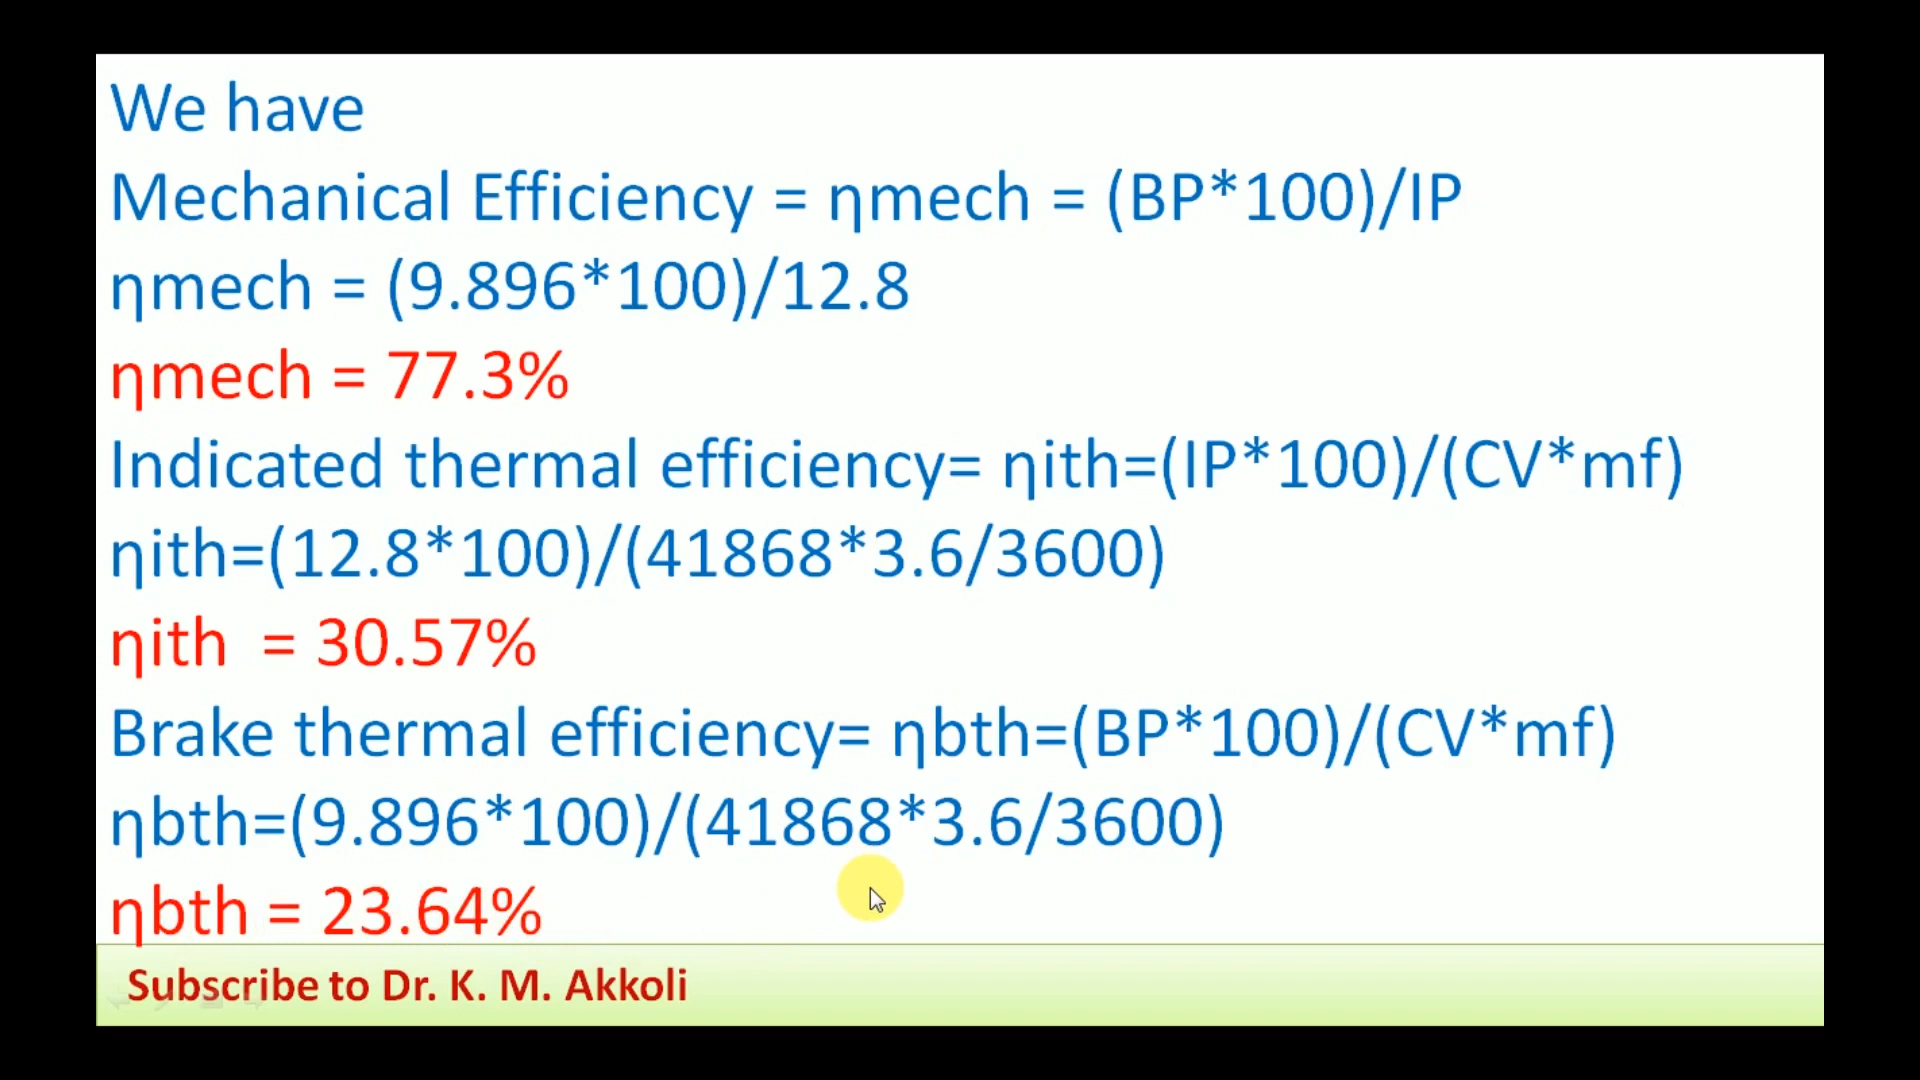 We have
Mechanical Efficiency = ηmech = (BP*100)/IP
ηmech = (9.896*100)/12.8
ηmech = 77.3%
Indicated thermal efficiency= ηith=(IP*100)/(CV*mf)
ηith=(12.8*100)/(41868*3.6/3600)
ηith = 30.57%
Brake thermal efficiency= ηbth=(BP*100)/(CV*mf)
ηbth=(9.896*100)/(41868*3.6/3600)
ηbth = 23.64%
Subscribe to Dr. K. M. Akkoli